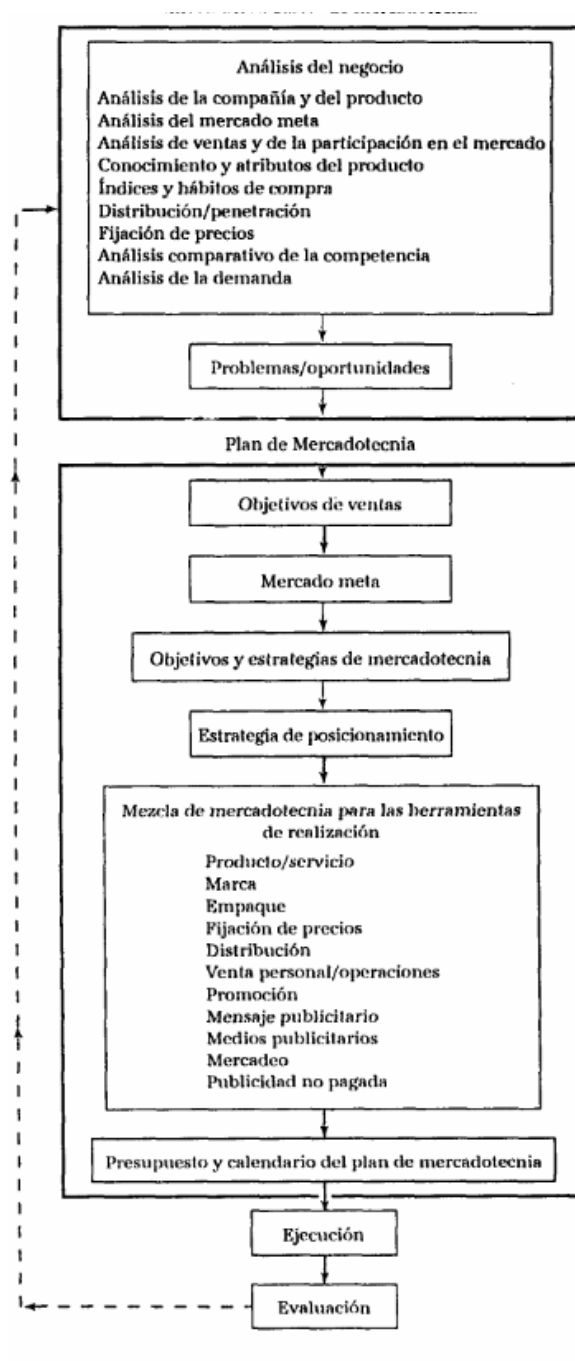 Análisis del negocio
Análisis de la compañía y del producto
Análisis del mercado meta
Análisis de ventas y de la participación en el mercado
Conocimiento y atributos del producto
Índices y hábitos de compra
Distribución/penetración
Fijación de precios
Análisis comparativo de la competencia
Análisis de la demanda
Problemas/oportunidades
Plan de Mercadotecnia
Objetivos de ventas
Mercado meta
Objetivos y estrategias de mercadotecnia
Estrategia de posicionamiento
Mezcla de mercadotecnia para las herramientas
de realización
Producto/servicio
Marca
Empaque
Fijación de precios
Distribución
Venta personal/operaciones
Promoción
Mensaje publicitario
Medios publicitarios
Mercadeo
Publicidad no pagada
Presupuesto y calendario del plan de mercadotecnia
Ejecución
Evaluación